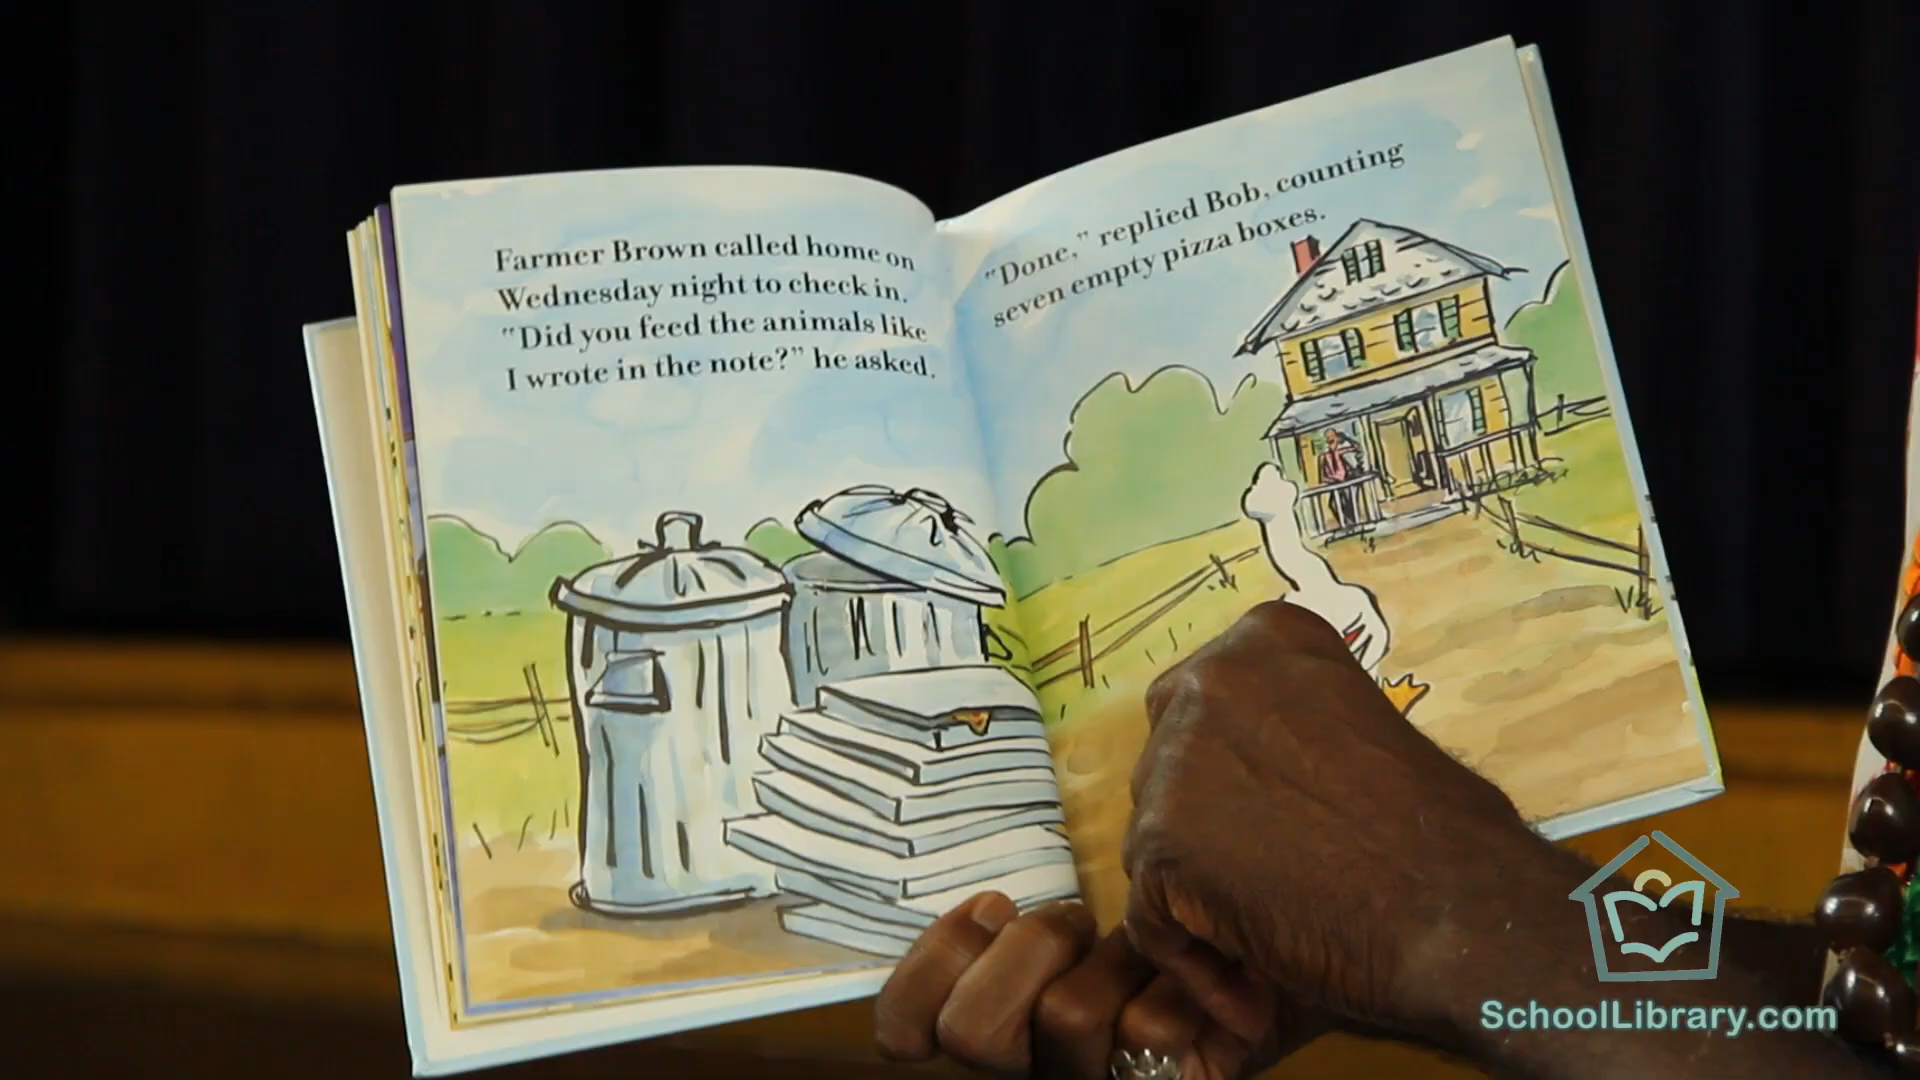 Farmer Brown called home on
Wednesday night to check in.
“Did you feed the animals like
I wrote in the note?” he asked.
“Done,” replied Bob, counting
seven empty pizza boxes.
SchoolLibrary.com